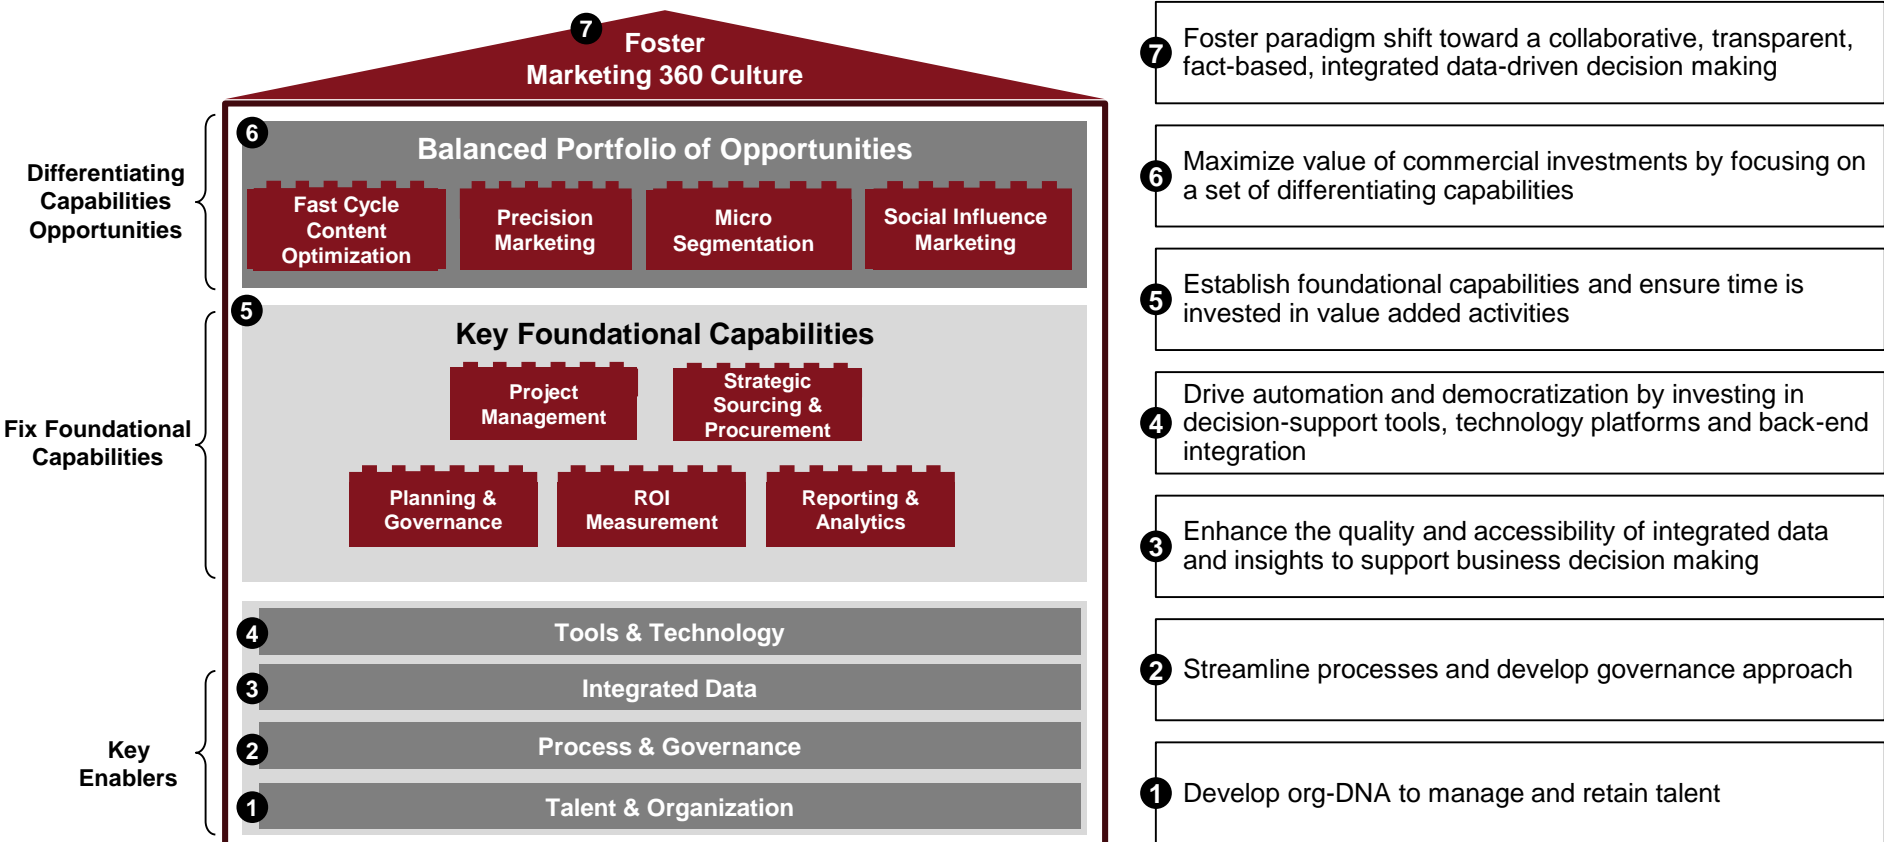 7
Foster
Marketing 360 Culture
Differentiating
Capabilities
Opportunities
6
Balanced Portfolio of Opportunities
Fast Cycle
Content
Optimization
Precision
Marketing
Micro
Segmentation
Social Influence
Marketing
Fix Foundational
Capabilities
5
Key Foundational Capabilities
Project
Management
Strategic
Sourcing &
Procurement
Planning &
Governance
ROI
Measurement
Reporting &
Analytics
Key
Enablers
4
Tools & Technology
3
Integrated Data
2
Process & Governance
1
Talent & Organization
7
Foster paradigm shift toward a collaborative, transparent,
fact-based, integrated data-driven decision making
6
Maximize value of commercial investments by focusing on
a set of differentiating capabilities
5
Establish foundational capabilities and ensure time is
invested in value added activities
4
Drive automation and democratization by investing in
decision-support tools, technology platforms and back-end
integration
3
Enhance the quality and accessibility of integrated data
and insights to support business decision making
2
Streamline processes and develop governance approach
1
Develop org-DNA to manage and retain talent